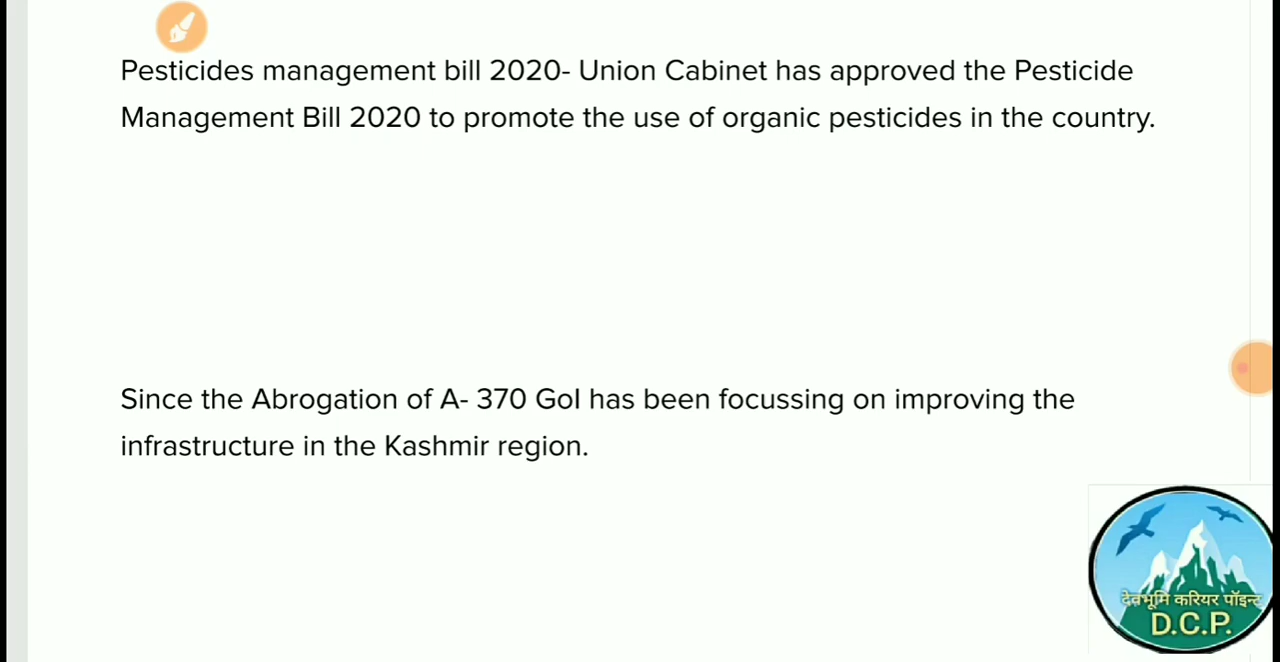 Pesticides management bill 2020- Union Cabinet has approved the Pesticide
Management Bill 2020 to promote the use of organic pesticides in the country.
Since the Abrogation of A- 370 GoI has been focussing on improving the
infrastructure in the Kashmir region.
देवभूमि करियर पॉइन्ट
D.C.P.